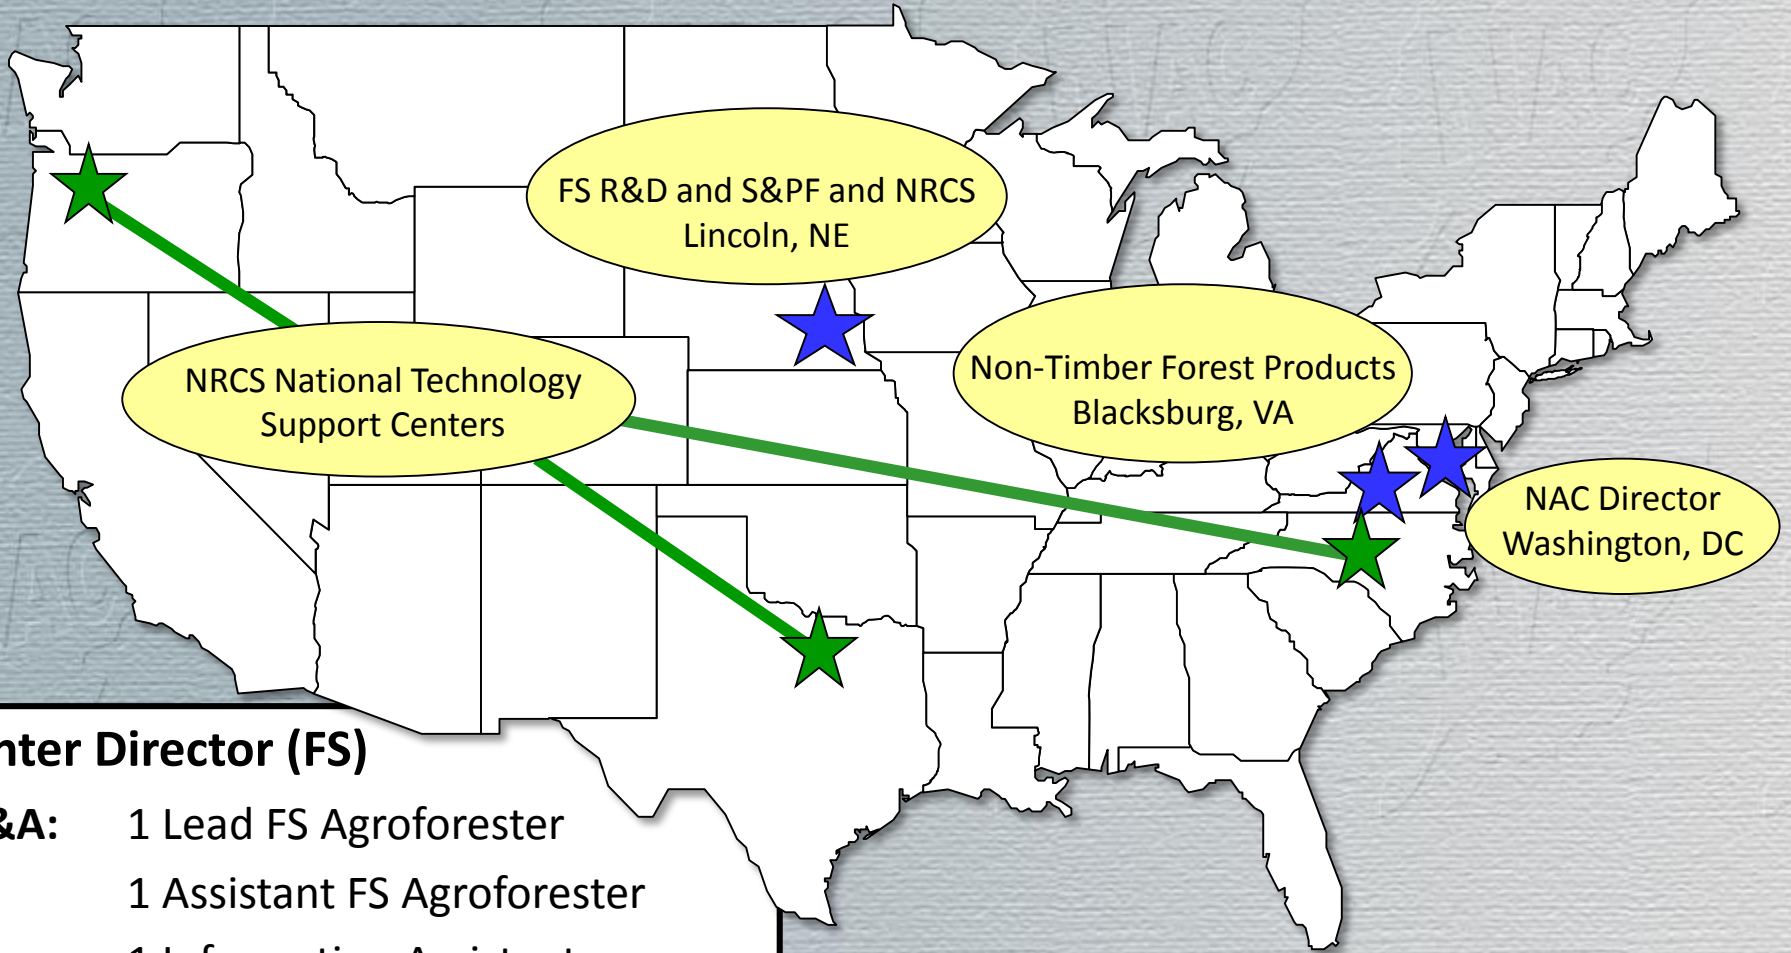 FS R&D and S&PF and NRCS
Lincoln, NE
NRCS National Technology
Support Centers
Non-Timber Forest Products
Blacksburg, VA
NAC Director
Washington, DC
Director (FS)
1 Lead FS Agroforester
1 Assistant FS Agroforester